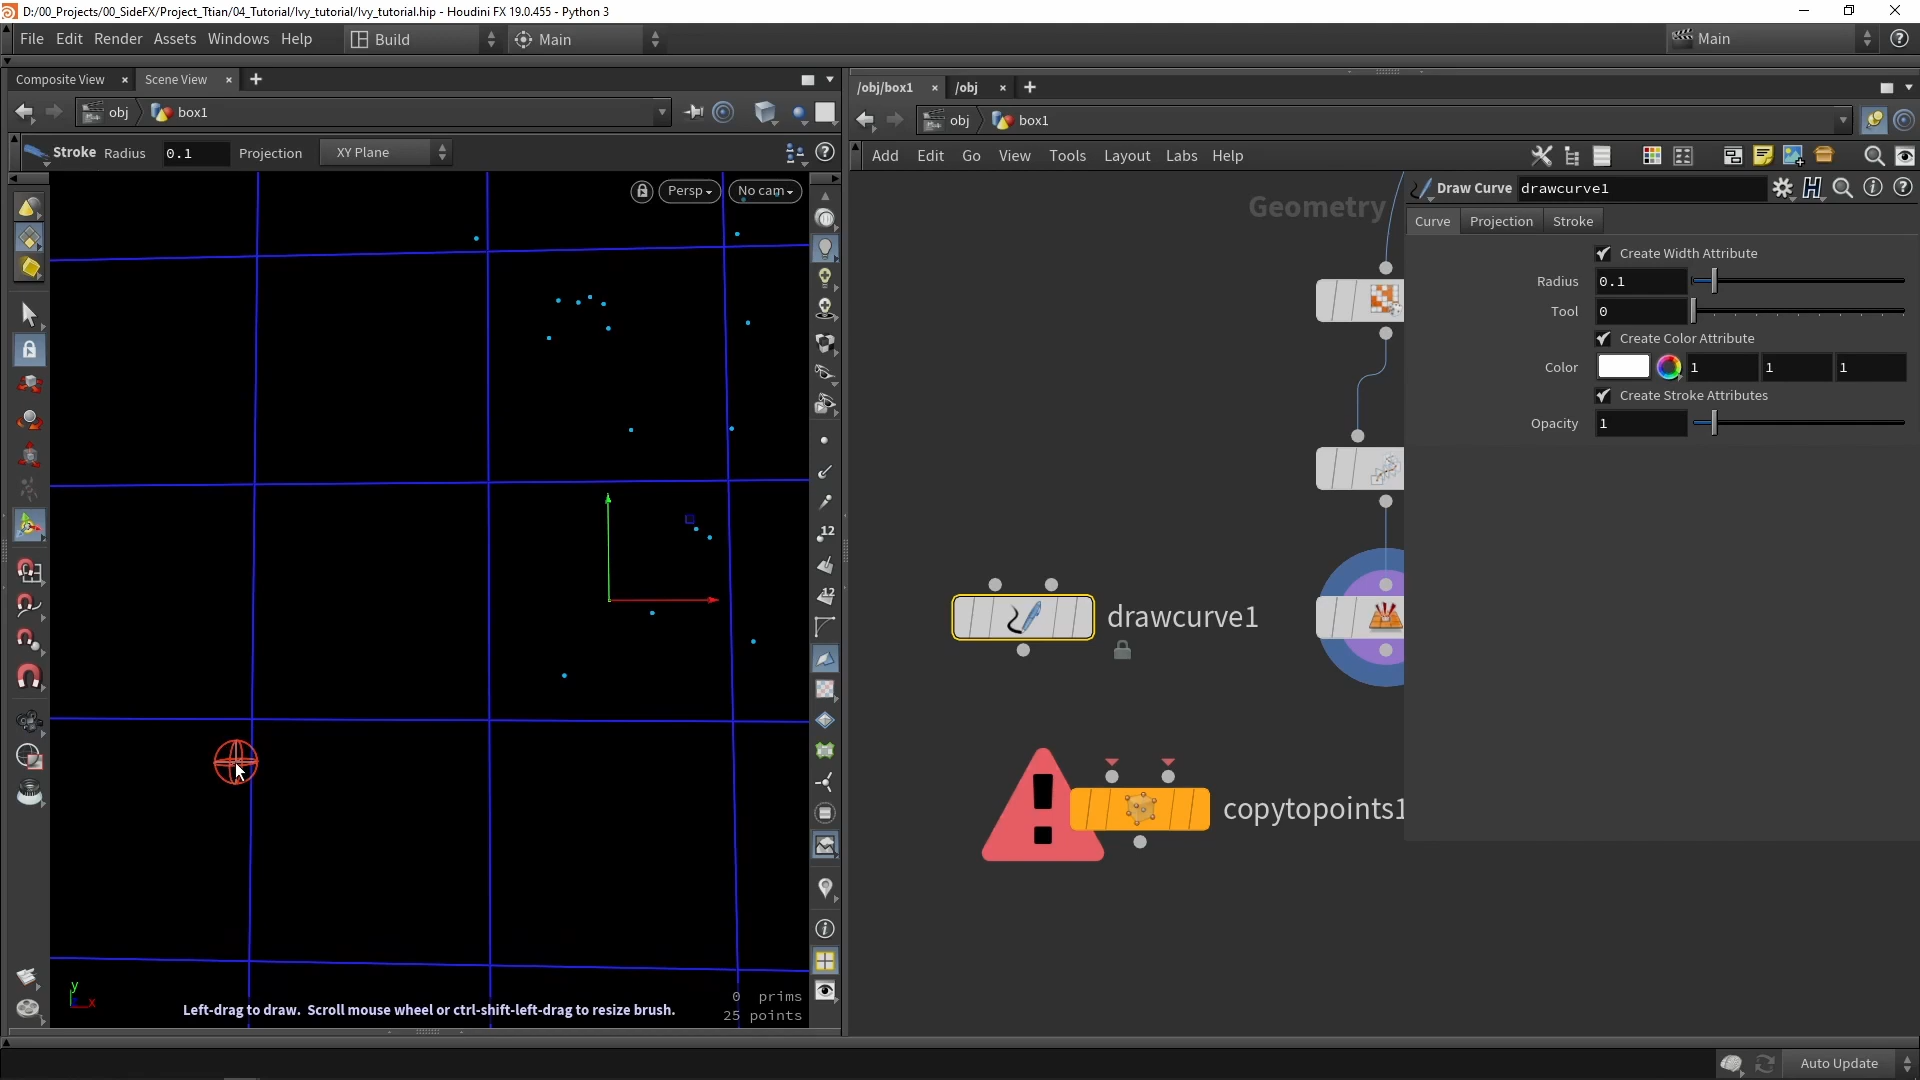 D:/00_Projects/00_SideFX/Project_Ttian/04_Tutorial/Ivy_tutorial/Ivy_tutorial.hip - Houdini FX 19.0.455 - Python 3
File Edit Render Assets Windows Help Build Main Main
Composite View Scene View
/obj/box1 /obj
obj box1
obj box1
Stroke Radius 0.1 Projection XY Plane
Add Edit Go View Tools Layout Labs Help
Persp No cam
Geometry
Draw Curve drawcurve1
Curve Projection Stroke
Create Width Attribute
Radius 0.1
Tool 0
Create Color Attribute
Color 1 1 1
Create Stroke Attributes
Opacity 1
12
12
drawcurve1
copytopoints1
y
x
Left-drag to draw. Scroll mouse wheel or ctrl-shift-left-drag to resize brush.
0 prims
25 points
Auto Update